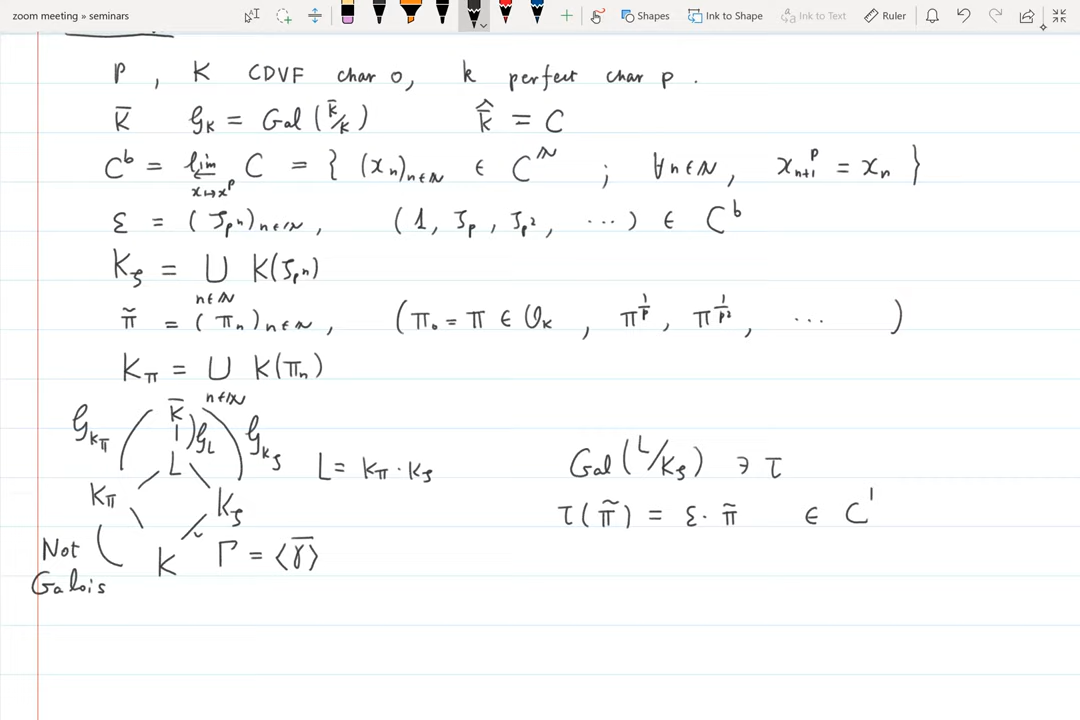 zoom meeting » seminars
Shapes Ink to Shape Ink to Text Ruler
p , K CDVF char 0, k perfect char p .
K̄ 𝒢_K = Gal(K̄/K) K̄^ = C
C^b = lim_{x↦x^p} C = { (x_n)_{n∈ℕ} ∈ C^ℕ ; ∀n∈ℕ, x_{n+1}^p = x_n }
ε = (ζ_{p^n})_{n∈ℕ}, (1, ζ_p, ζ_{p^2}, ...) ∈ C^b
K_ζ = ∪_{n∈ℕ} K(ζ_{p^n})
π̃ = (π_n)_{n∈ℕ}, (π_0 = π ∈ 𝒪_K, π^{1/p}, π^{1/p^2}, ... )
K_π = ∪_{n∈ℕ} K(π_n)
𝒢_{K_π} K̄ 𝒢_L 𝒢_{K_ζ}
L L = K_π · K_ζ Gal(L/K_ζ) ∋ τ
K_π K_ζ τ(π̃) = ε · π̃ ∈ C'
Not K Γ = ⟨γ̄⟩
Galois